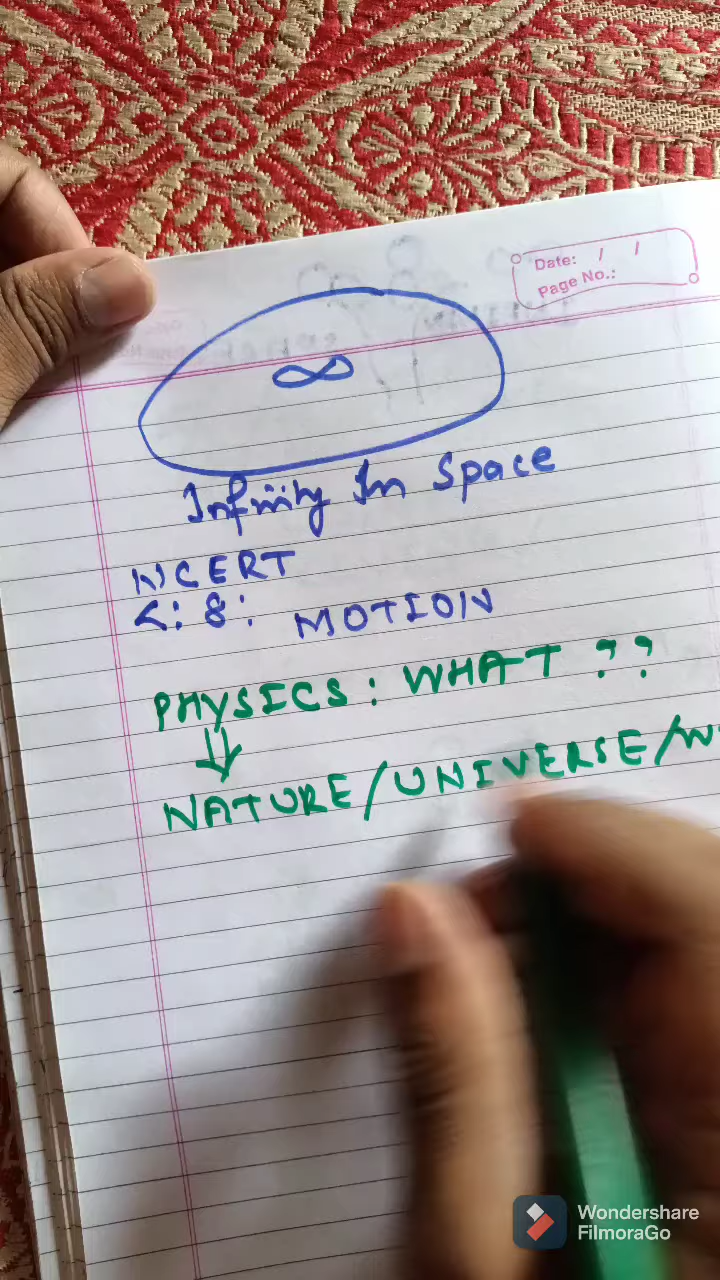 Date: / /
Page No.:
∞
Infinity In Space
NCERT
C: 8: MOTION
PHYSICS: WHAT ??
⇓
NATURE/UNIVERSE/W
Wondershare
FilmoraGo